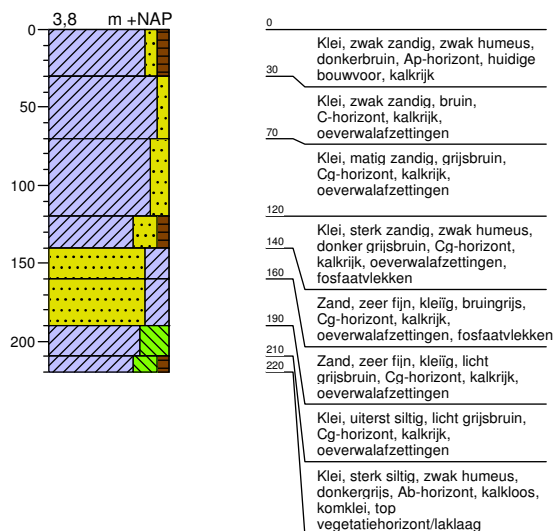 3,8 m +NAP
0
50
100
150
200
0
Klei, zwak zandig, zwak humeus,
donkerbruin, Ap-horizont, huidige
bouwvoor, kalkrijk
30
Klei, zwak zandig, bruin,
C-horizont, kalkrijk,
oeverwalafzettingen
70
Klei, matig zandig, grijsbruin,
Cg-horizont, kalkrijk,
oeverwalafzettingen
120
Klei, sterk zandig, zwak humeus,
donker grijsbruin, Cg-horizont,
kalkrijk, oeverwalafzettingen,
fosfaatvlekken
140
Zand, zeer fijn, kleiïg, bruingrijs,
Cg-horizont, kalkrijk,
oeverwalafzettingen, fosfaatvlekken
160
Zand, zeer fijn, kleiïg, licht
grijsbruin, Cg-horizont, kalkrijk,
oeverwalafzettingen
190
Klei, uiterst siltig, licht grijsbruin,
Cg-horizont, kalkrijk,
oeverwalafzettingen
210
Klei, sterk siltig, zwak humeus,
donkergrijs, Ab-horizont, kalkloos,
komklei, top
vegetatiehorizont/laklaag
220